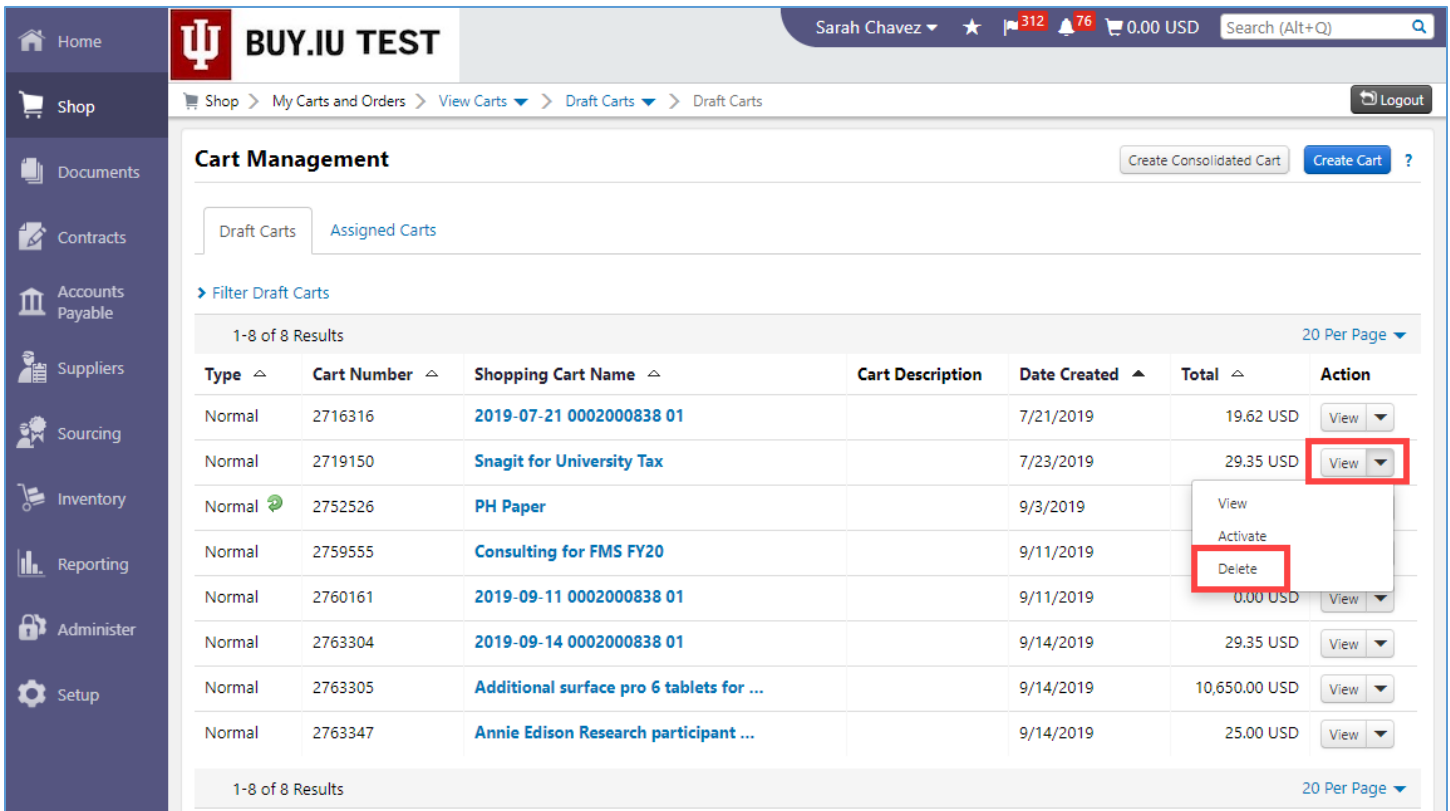 Home
BUY.IU TEST
Sarah Chavez 312 76 0.00 USD Search (Alt+Q)
Shop
Shop > My Carts and Orders > View Carts > Draft Carts > Draft Carts Logout
Cart Management Create Consolidated Cart Create Cart ?
Documents
Contracts
Draft Carts Assigned Carts
Accounts
Payable
Filter Draft Carts
1-8 of 8 Results 20 Per Page
Suppliers
Type Cart Number Shopping Cart Name Cart Description Date Created Total Action
Normal 2716316 2019-07-21 0002000838 01 7/21/2019 19.62 USD View
Sourcing
Normal 2719150 Snagit for University Tax 7/23/2019 29.35 USD View
Inventory
Normal 2752526 PH Paper 9/3/2019
View
Activate
Delete
Normal 2759555 Consulting for FMS FY20 9/11/2019
Reporting
Normal 2760161 2019-09-11 0002000838 01 9/11/2019 0.00 USD View
Administer
Normal 2763304 2019-09-14 0002000838 01 9/14/2019 29.35 USD View
Setup
Normal 2763305 Additional surface pro 6 tablets for ... 9/14/2019 10,650.00 USD View
Normal 2763347 Annie Edison Research participant ... 9/14/2019 25.00 USD View
1-8 of 8 Results 20 Per Page